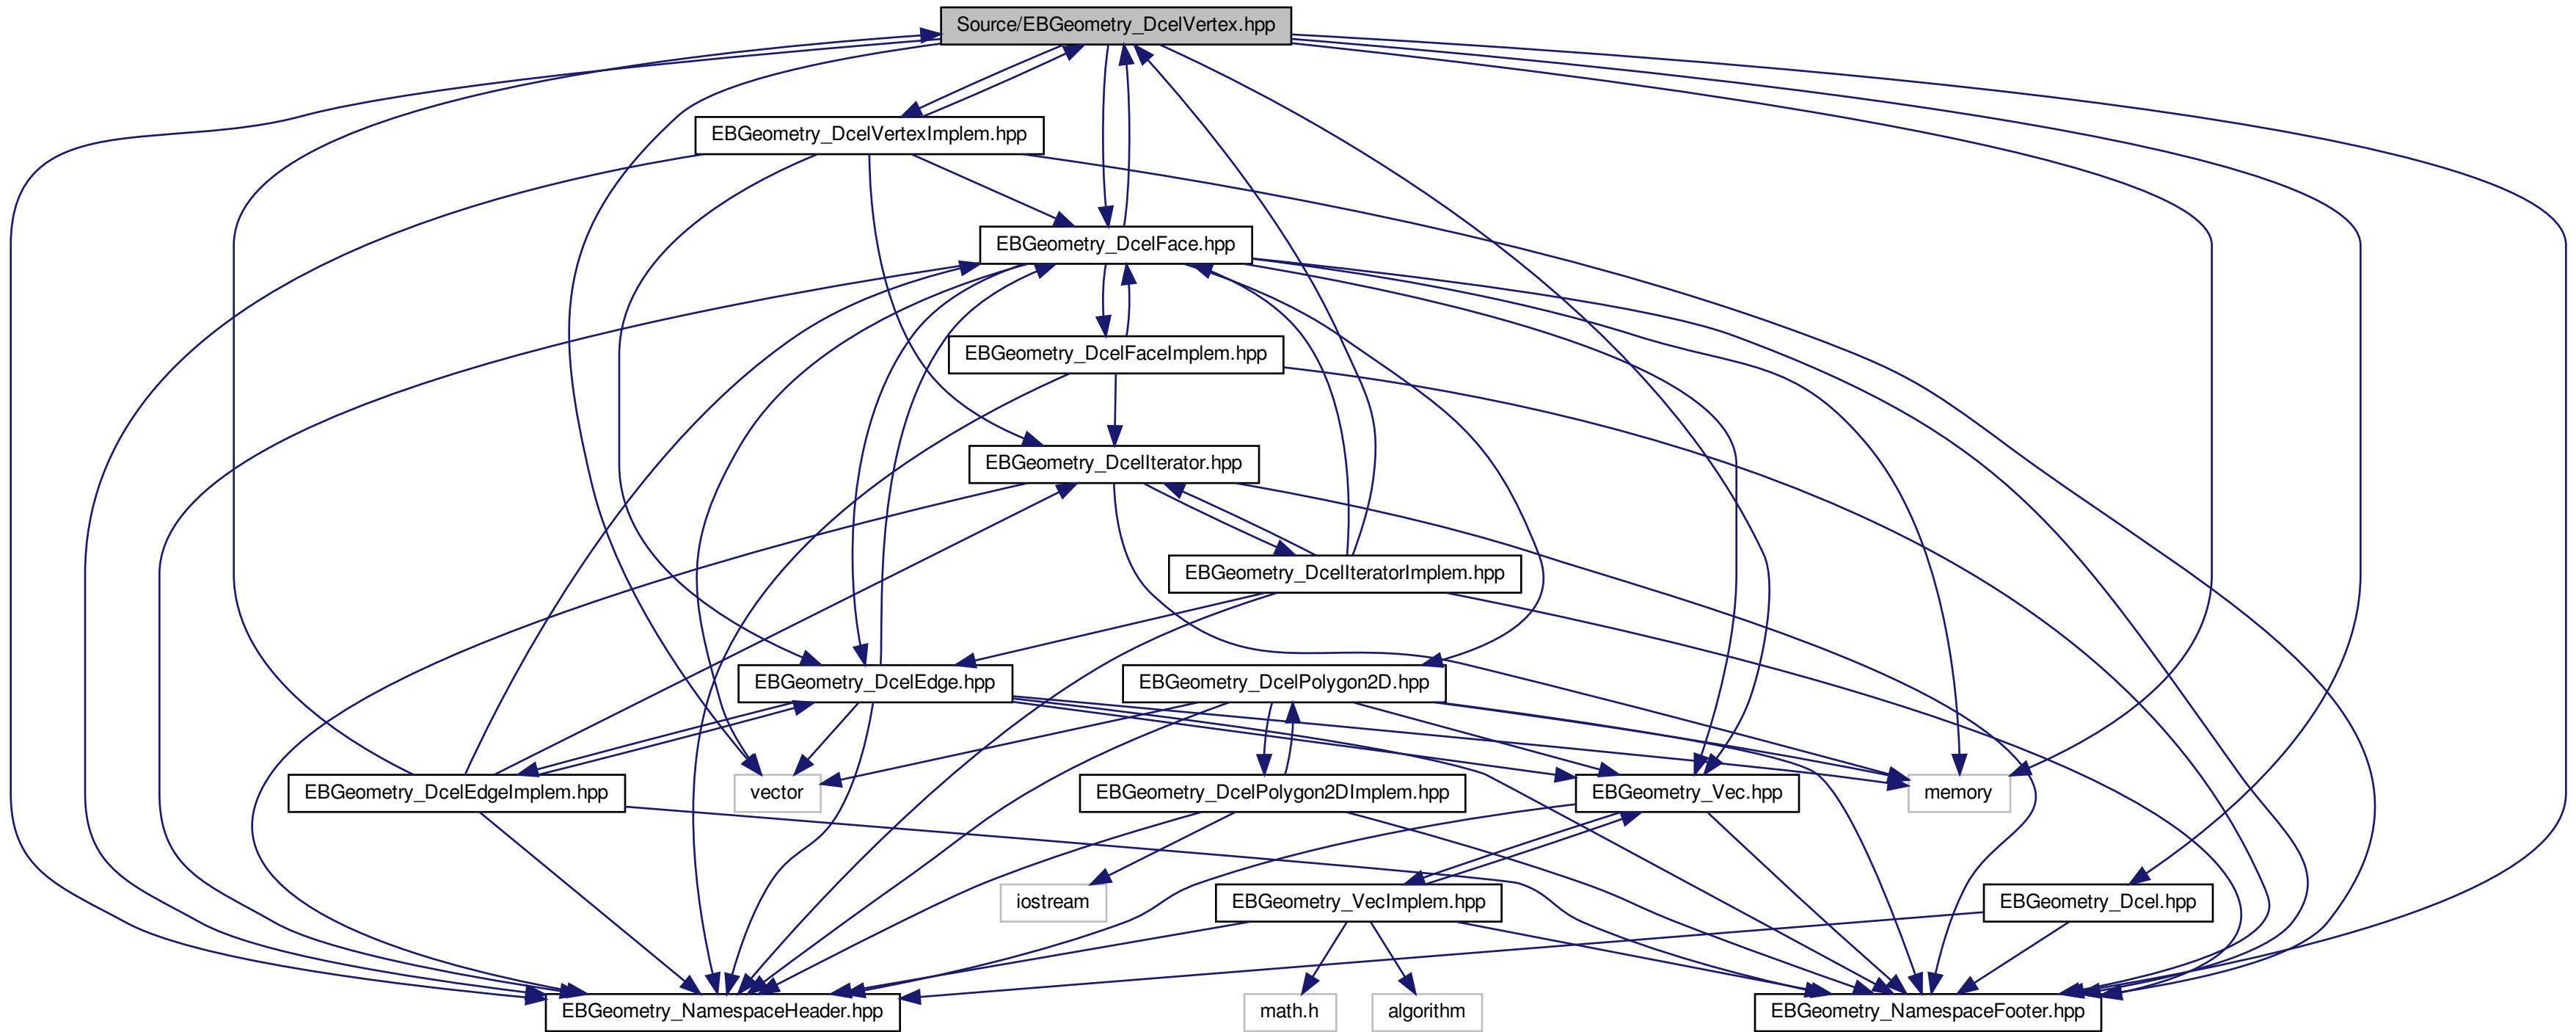 Source/EBGeometry_DcelVertex.hpp
EBGeometry_DcelVertexImplem.hpp
EBGeometry_DcelFace.hpp
EBGeometry_DcelFaceImplem.hpp
EBGeometry_DcelIterator.hpp
EBGeometry_DcelIteratorImplem.hpp
EBGeometry_DcelEdge.hpp
EBGeometry_DcelPolygon2D.hpp
EBGeometry_DcelEdgeImplem.hpp
vector
EBGeometry_DcelPolygon2DImplem.hpp
EBGeometry_Vec.hpp
memory
iostream
EBGeometry_VecImplem.hpp
EBGeometry_Dcel.hpp
EBGeometry_NamespaceHeader.hpp
math.h
algorithm
EBGeometry_NamespaceFooter.hpp